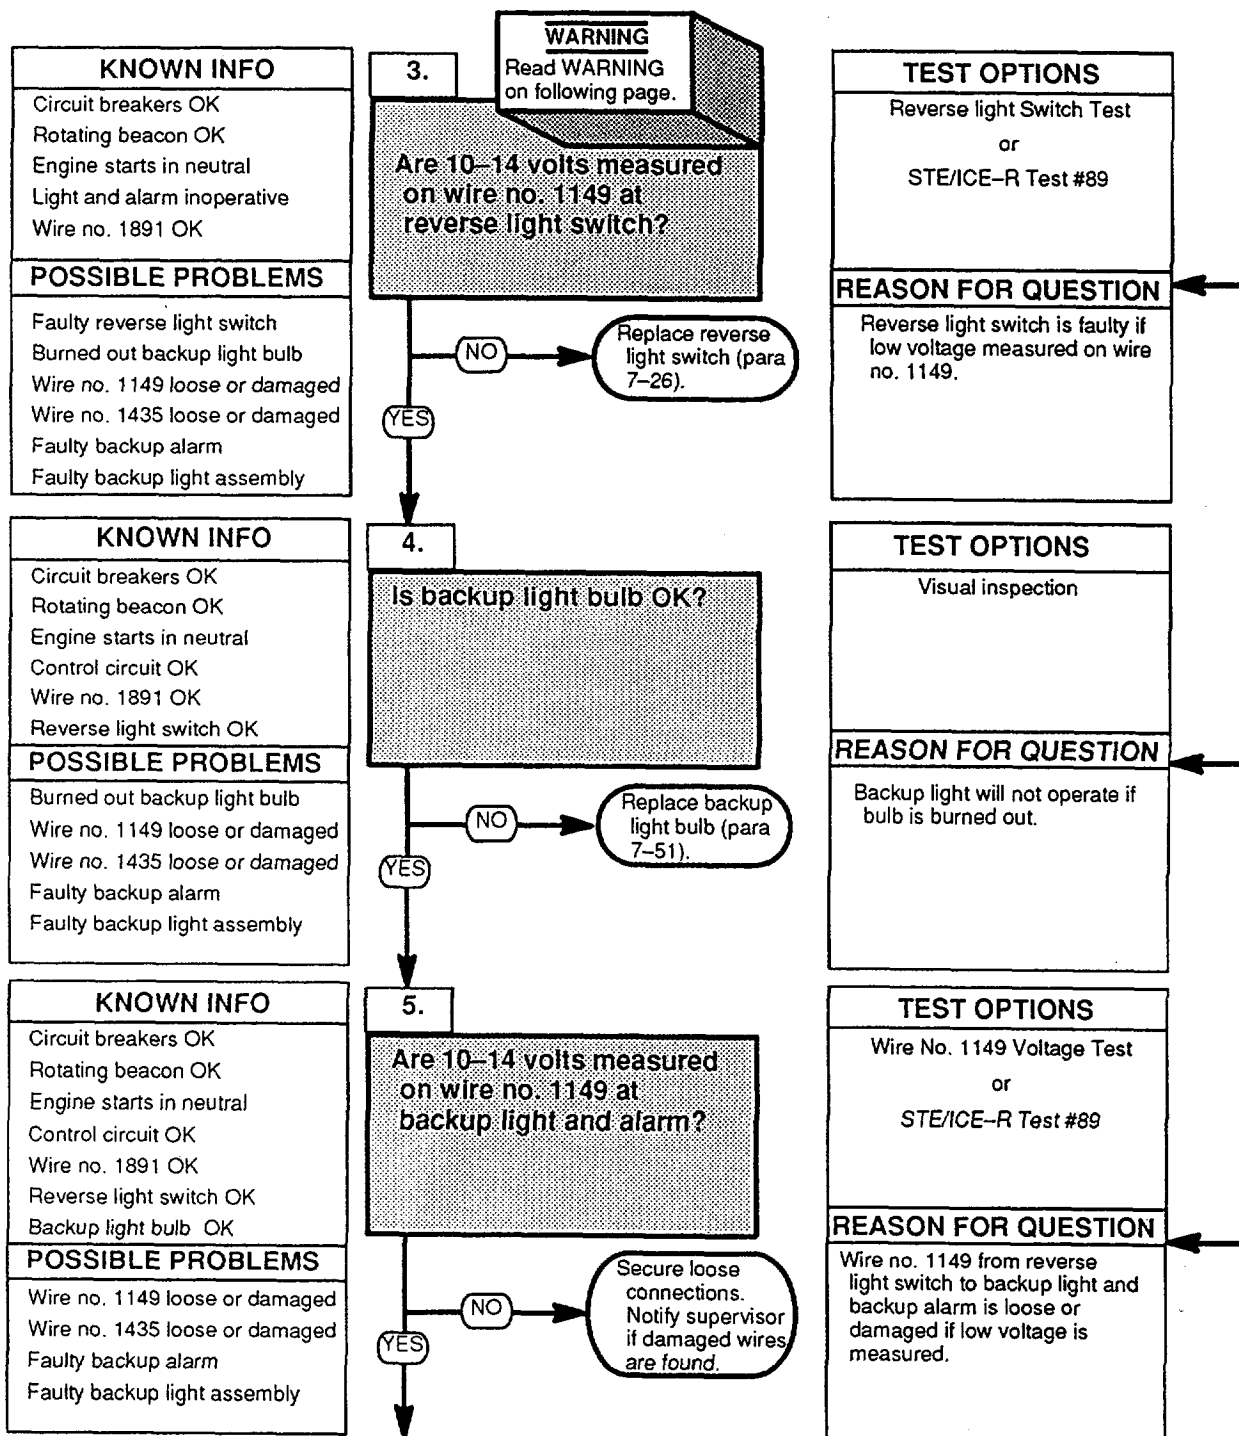 WARNING
Read WARNING
on following page.
KNOWN INFO
Circuit breakers OK
Rotating beacon OK
Engine starts in neutral
Light and alarm inoperative
Wire no. 1891 OK
POSSIBLE PROBLEMS
Faulty reverse light switch
Burned out backup light bulb
Wire no. 1149 loose or damaged
Wire no. 1435 loose or damaged
Faulty backup alarm
Faulty backup light assembly
3.
Are 10–14 volts measured
on wire no. 1149 at
reverse light switch?
NO
Replace reverse
light switch (para
7–26).
YES
TEST OPTIONS
Reverse light Switch Test
or
STE/ICE–R Test #89
REASON FOR QUESTION
Reverse light switch is faulty if
low voltage measured on wire
no. 1149.
KNOWN INFO
Circuit breakers OK
Rotating beacon OK
Engine starts in neutral
Control circuit OK
Wire no. 1891 OK
Reverse light switch OK
POSSIBLE PROBLEMS
Burned out backup light bulb
Wire no. 1149 loose or damaged
Wire no. 1435 loose or damaged
Faulty backup alarm
Faulty backup light assembly
4.
Is backup light bulb OK?
NO
Replace backup
light bulb (para
7–51).
YES
TEST OPTIONS
Visual inspection
REASON FOR QUESTION
Backup light will not operate if
bulb is burned out.
KNOWN INFO
Circuit breakers OK
Rotating beacon OK
Engine starts in neutral
Control circuit OK
Wire no. 1891 OK
Reverse light switch OK
Backup light bulb OK
POSSIBLE PROBLEMS
Wire no. 1149 loose or damaged
Wire no. 1435 loose or damaged
Faulty backup alarm
Faulty backup light assembly
5.
Are 10–14 volts measured
on wire no. 1149 at
backup light and alarm?
NO
Secure loose
connections.
Notify supervisor
if damaged wires
are found.
YES
TEST OPTIONS
Wire No. 1149 Voltage Test
or
STE/ICE–R Test #89
REASON FOR QUESTION
Wire no. 1149 from reverse
light switch to backup light and
backup alarm is loose or
damaged if low voltage is
measured.